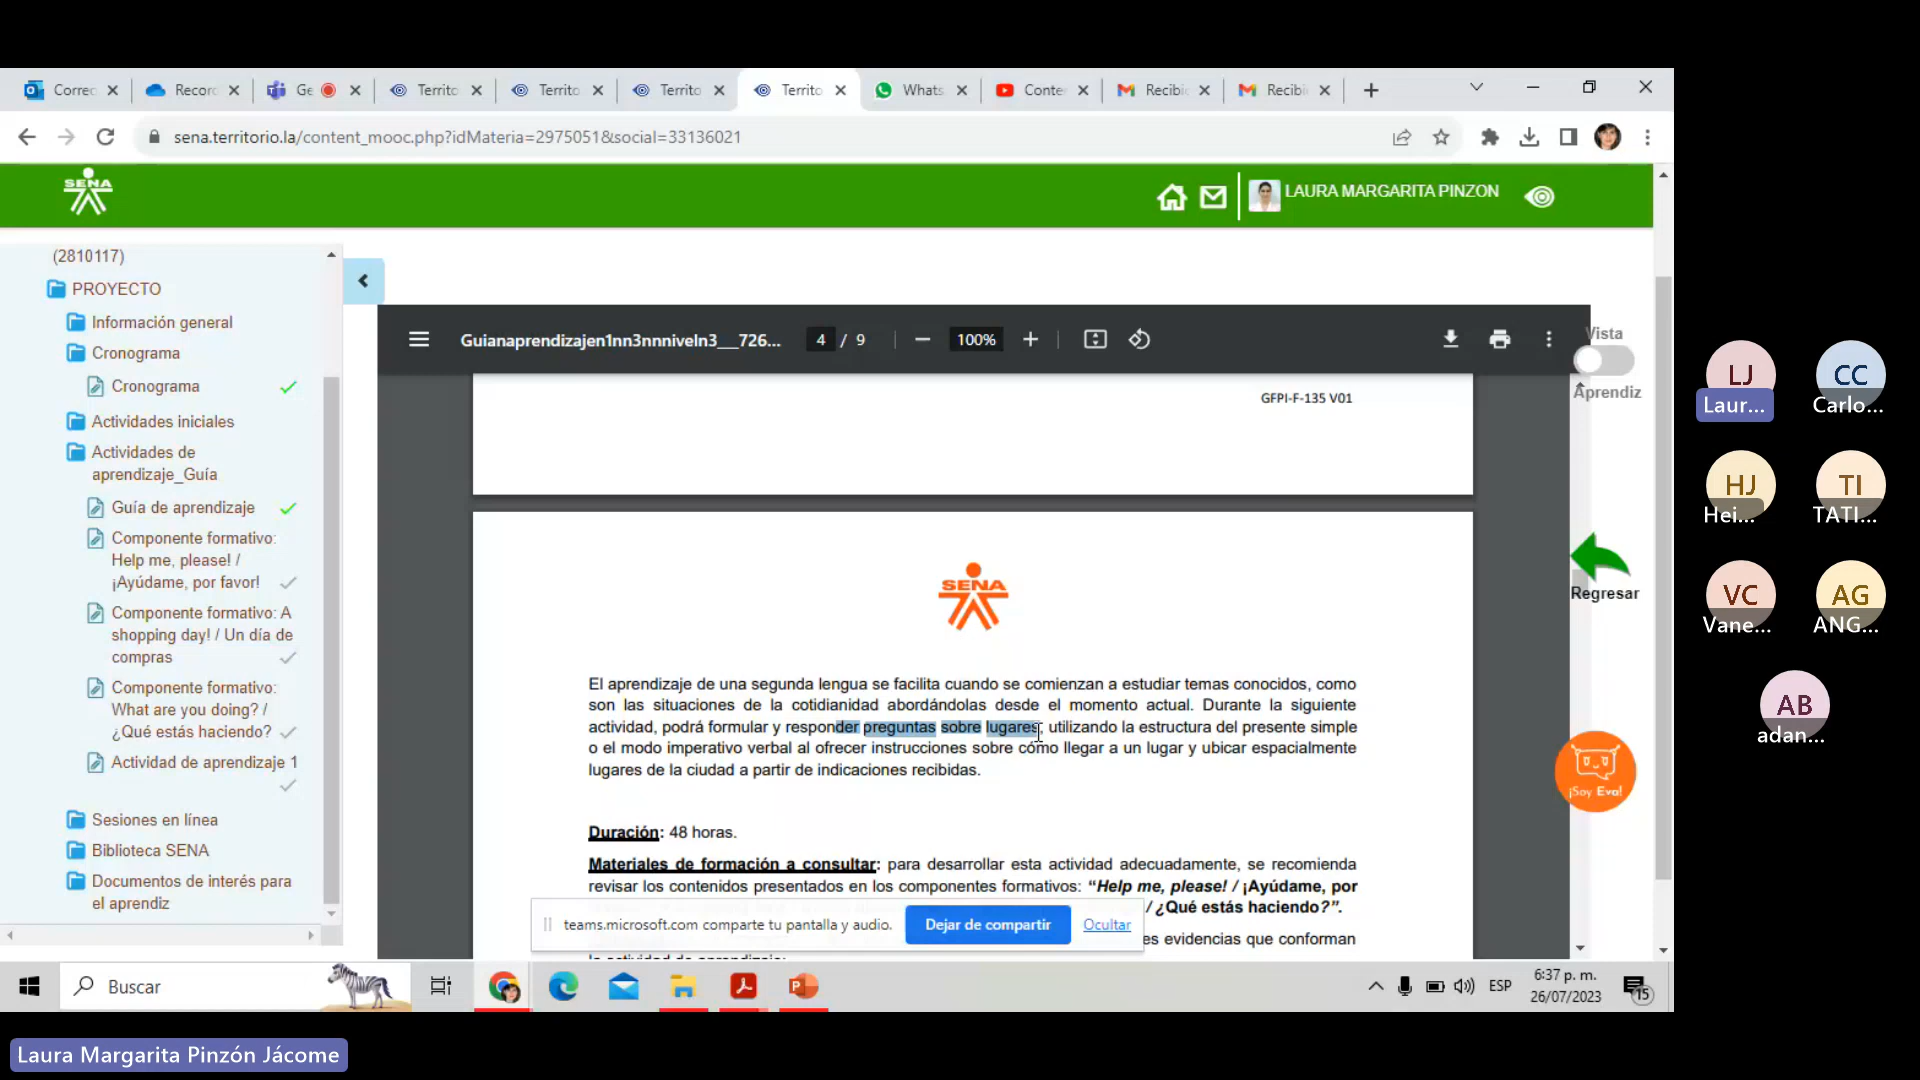 Correo
Record
Ge
Territo
Territo
Territo
Territo
Whats
Conte
Recibi
Recibi
sena.territorio.la/content_mooc.php?idMateria=2975051&social=33136021
SENA
LAURA MARGARITA PINZON
(2810117)
PROYECTO
Información general
Cronograma
Cronograma
Actividades iniciales
Actividades de
aprendizaje_Guía
Guía de aprendizaje
Componente formativo:
Help me, please! /
¡Ayúdame, por favor!
Componente formativo: A
shopping day! / Un día de
compras
Componente formativo:
What are you doing? /
¿Qué estás haciendo?
Actividad de aprendizaje 1
Sesiones en línea
Biblioteca SENA
Documentos de interés para
el aprendiz
Guianaprendizajen1nn3nnniveln3___726...
4 / 9
100%
Vista
Aprendiz
GFPI-F-135 V01
SENA
Regresar
El aprendizaje de una segunda lengua se facilita cuando se comienzan a estudiar temas conocidos, como
son las situaciones de la cotidianidad abordándolas desde el momento actual. Durante la siguiente
actividad, podrá formular y responder preguntas sobre lugares; utilizando la estructura del presente simple
o el modo imperativo verbal al ofrecer instrucciones sobre cómo llegar a un lugar y ubicar espacialmente
lugares de la ciudad a partir de indicaciones recibidas.
¡Soy Eva!
Duración: 48 horas.
Materiales de formación a consultar: para desarrollar esta actividad adecuadamente, se recomienda
revisar los contenidos presentados en los componentes formativos: “Help me, please! / ¡Ayúdame, por
/ ¿Qué estás haciendo?”.
es evidencias que conforman
teams.microsoft.com comparte tu pantalla y audio.
Dejar de compartir
Ocultar
Buscar
ESP
6:37 p. m.
26/07/2023
15
LJ
Laur...
CC
Carlo...
HJ
Hei...
TI
TATI...
VC
Vane...
AG
ANG...
AB
adan...
Laura Margarita Pinzón Jácome